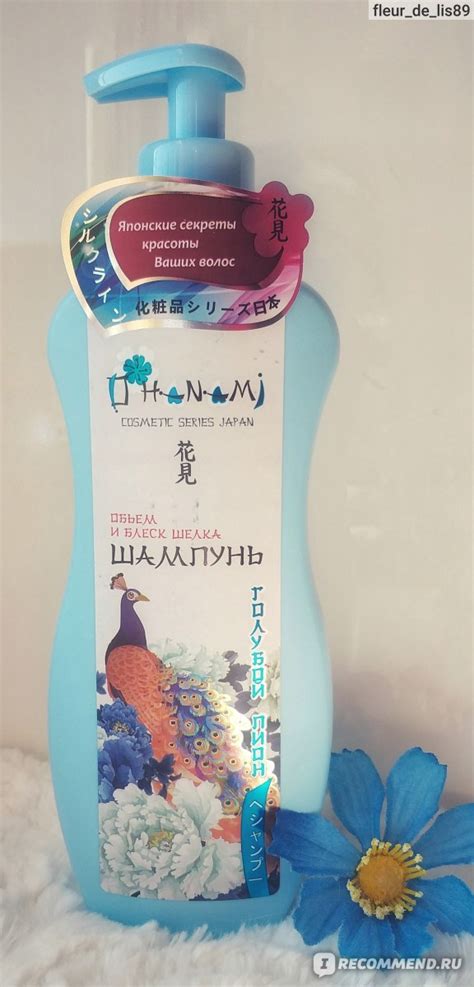 fleur_de_lis89
シルクライン
Японские секреты
красоты
Ваших волос
花見
化粧品シリーズ日本
O'HANAMI
COSMETIC SERIES JAPAN
花見
ОБЪЕМ
И БЛЕСК ШЕЛКА
ШАМПУНЬ
ГОЛУБОЙ ПИОН
ヘシャンプー
IRECOMMEND.RU